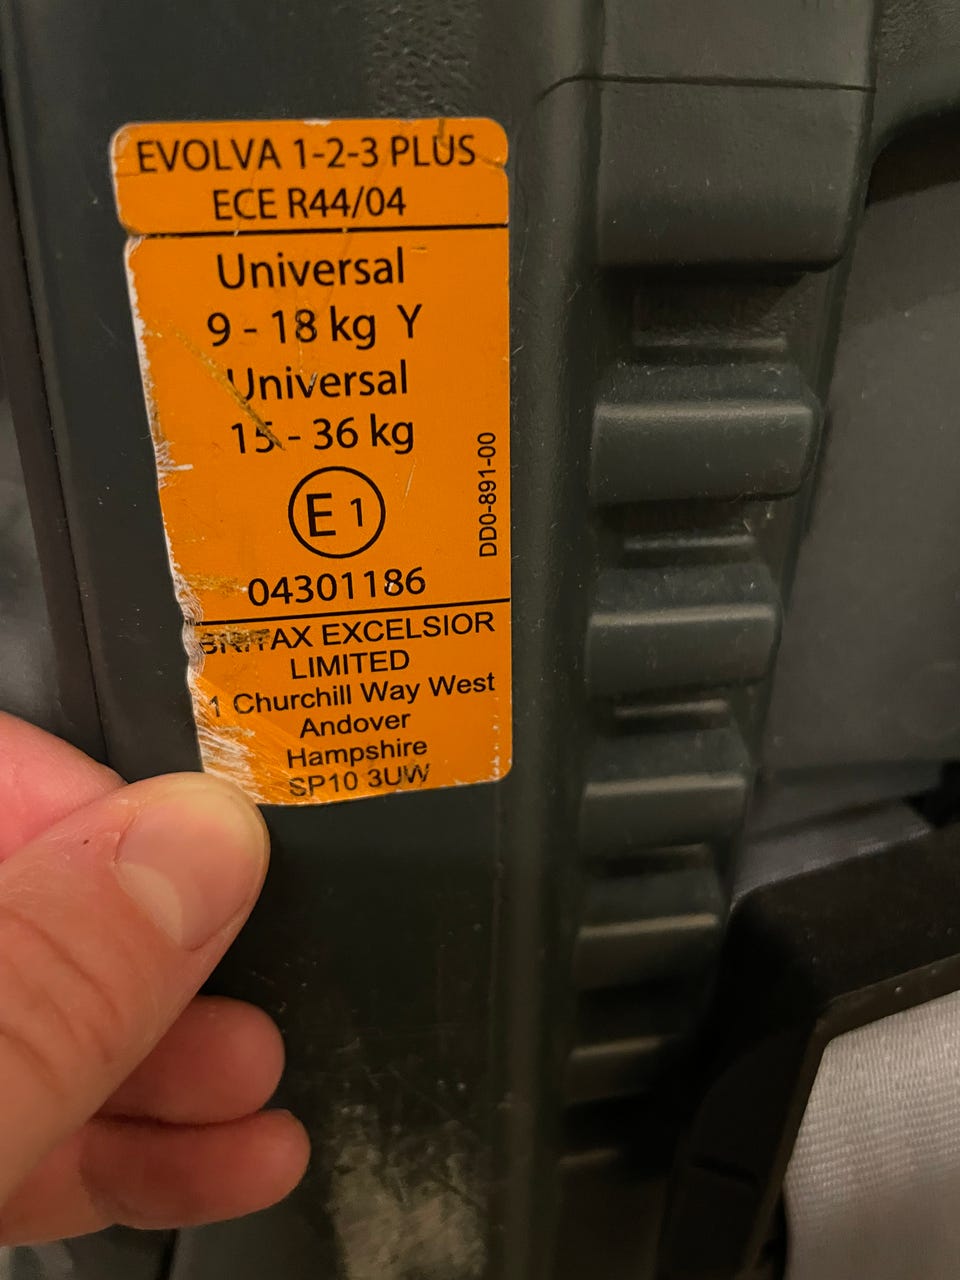 EVOLVA 1-2-3 PLUS
ECE R44/04
Universal
9 - 18 kg Y
Universal
15 - 36 kg
E 1
04301186
DD0-891-00
BRITAX EXCELSIOR
LIMITED
1 Churchill Way West
Andover
Hampshire
SP10 3UW